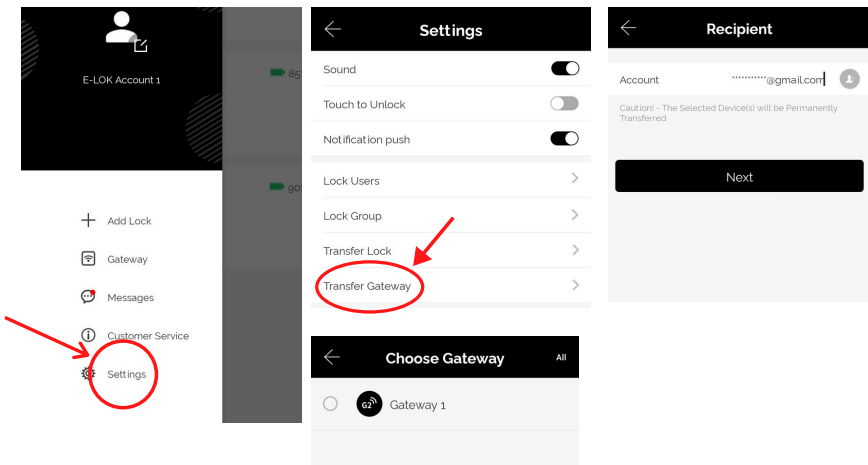 E-LOK Account 1
85
90
Add Lock
Gateway
Messages
Customer Service
Settings
Settings
Sound
Touch to Unlock
Notification push
Lock Users
Lock Group
Transfer Lock
Transfer Gateway
Choose Gateway
All
G2
Gateway 1
Recipient
Account ***********@gmail.com
Caution! - The Selected Device(s) will be Permanently
Transferred
Next